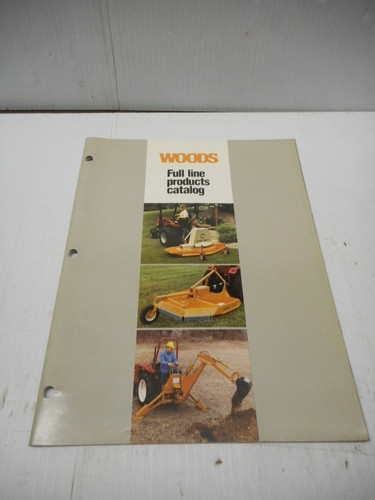 WOODS
Full line
products
catalog